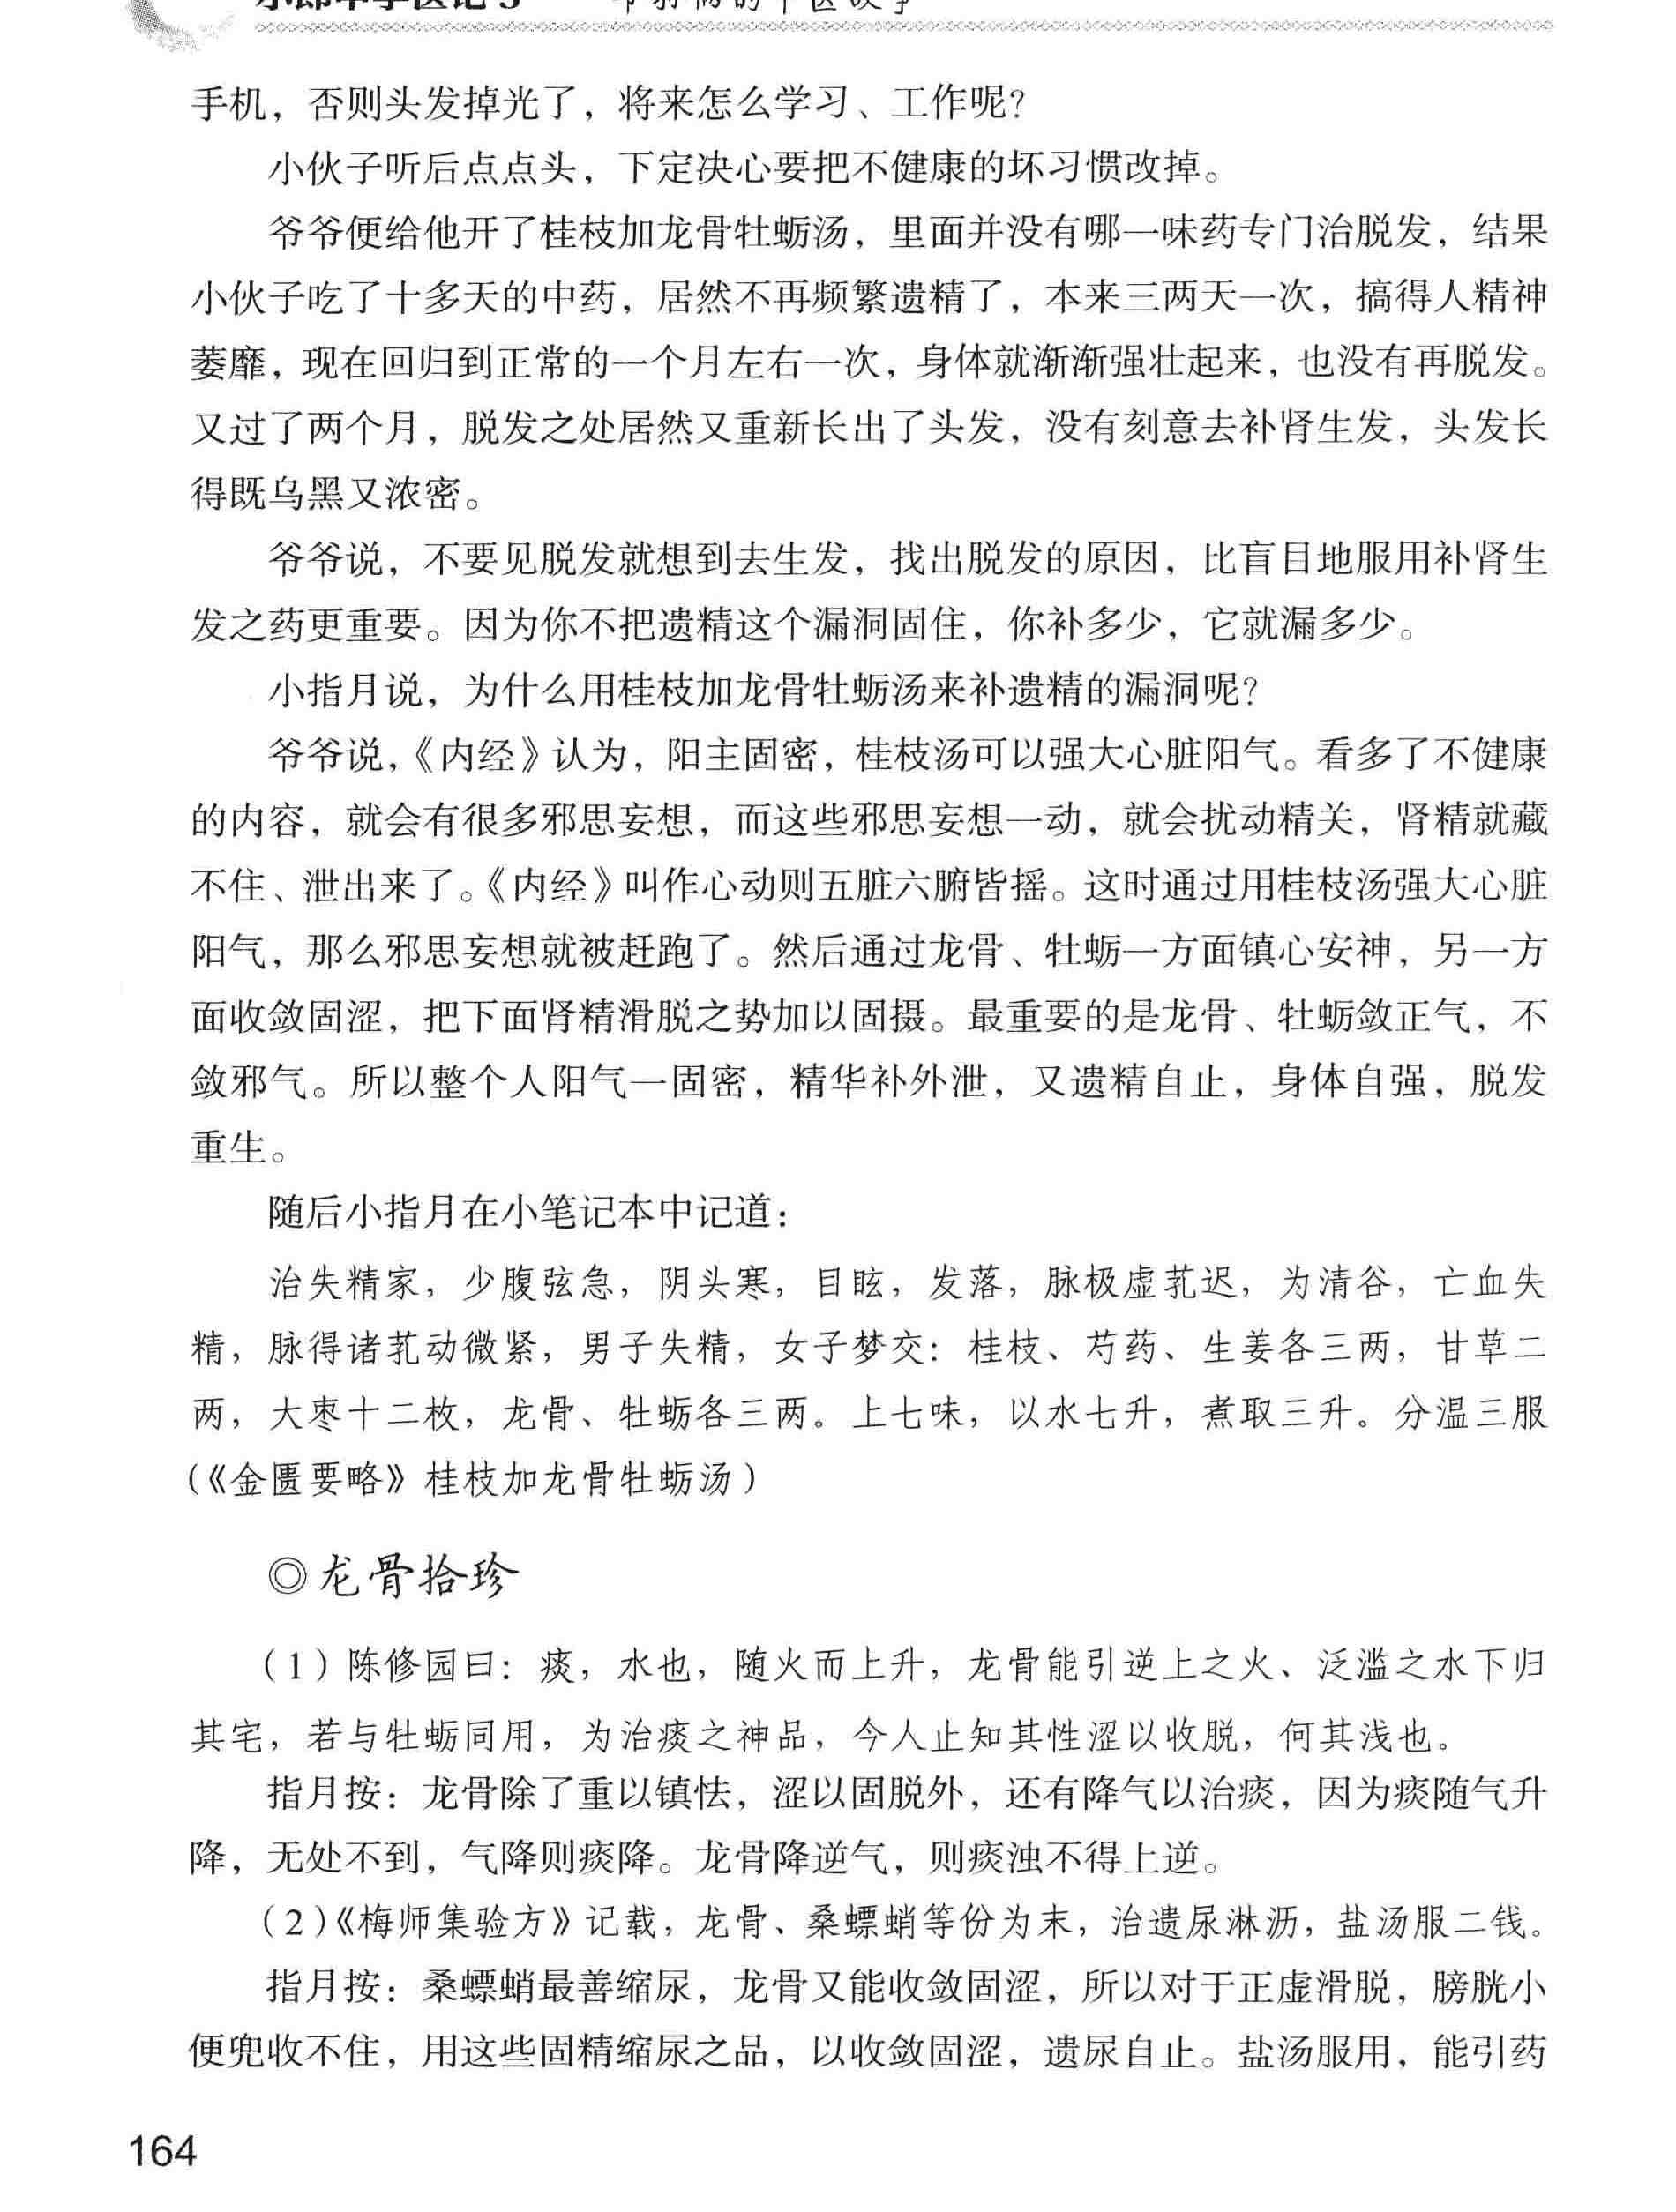 手机，否则头发掉光了，将来怎么学习、工作呢？
小伙子听后点点头，下定决心要把不健康的坏习惯改掉。
爷爷便给他开了桂枝加龙骨牡蛎汤，里面并没有哪一味药专门治脱发，结果
小伙子吃了十多天的中药，居然不再频繁遗精了，本来三两天一次，搞得人精神
萎靡，现在回归到正常的一个月左右一次，身体就渐渐强壮起来，也没有再脱发。
又过了两个月，脱发之处居然又重新长出了头发，没有刻意去补肾生发，头发长
得既乌黑又浓密。
爷爷说，不要见脱发就想到去生发，找出脱发的原因，比盲目地服用补肾生
发之药更重要。因为你不把遗精这个漏洞固住，你补多少，它就漏多少。
小指月说，为什么用桂枝加龙骨牡蛎汤来补遗精的漏洞呢？
爷爷说，《内经》认为，阳主固密，桂枝汤可以强大心脏阳气。看多了不健康
的内容，就会有很多邪思妄想，而这些邪思妄想一动，就会扰动精关，肾精就藏
不住、泄出来了。《内经》叫作心动则五脏六腑皆摇。这时通过用桂枝汤强大心脏
阳气，那么邪思妄想就被赶跑了。然后通过龙骨、牡蛎一方面镇心安神，另一方
面收敛固涩，把下面肾精滑脱之势加以固摄。最重要的是龙骨、牡蛎敛正气，不
敛邪气。所以整个人阳气一固密，精华补外泄，又遗精自止，身体自强，脱发
重生。
随后小指月在小笔记本中记道：
治失精家，少腹弦急，阴头寒，目眩，发落，脉极虚芤迟，为清谷，亡血失
精，脉得诸芤动微紧，男子失精，女子梦交：桂枝、芍药、生姜各三两，甘草二
两，大枣十二枚，龙骨、牡蛎各三两。上七味，以水七升，煮取三升。分温三服
（《金匮要略》桂枝加龙骨牡蛎汤）
◎龙骨拾珍
（1）陈修园曰：痰，水也，随火而上升，龙骨能引逆上之火、泛滥之水下归
其宅，若与牡蛎同用，为治痰之神品，今人止知其性涩以收脱，何其浅也。
指月按：龙骨除了重以镇怯，涩以固脱外，还有降气以治痰，因为痰随气升
降，无处不到，气降则痰降。龙骨降逆气，则痰浊不得上逆。
（2）《梅师集验方》记载，龙骨、桑螵蛸等份为末，治遗尿淋沥，盐汤服二钱。
指月按：桑螵蛸最善缩尿，龙骨又能收敛固涩，所以对于正虚滑脱，膀胱小
便兜收不住，用这些固精缩尿之品，以收敛固涩，遗尿自止。盐汤服用，能引药
164